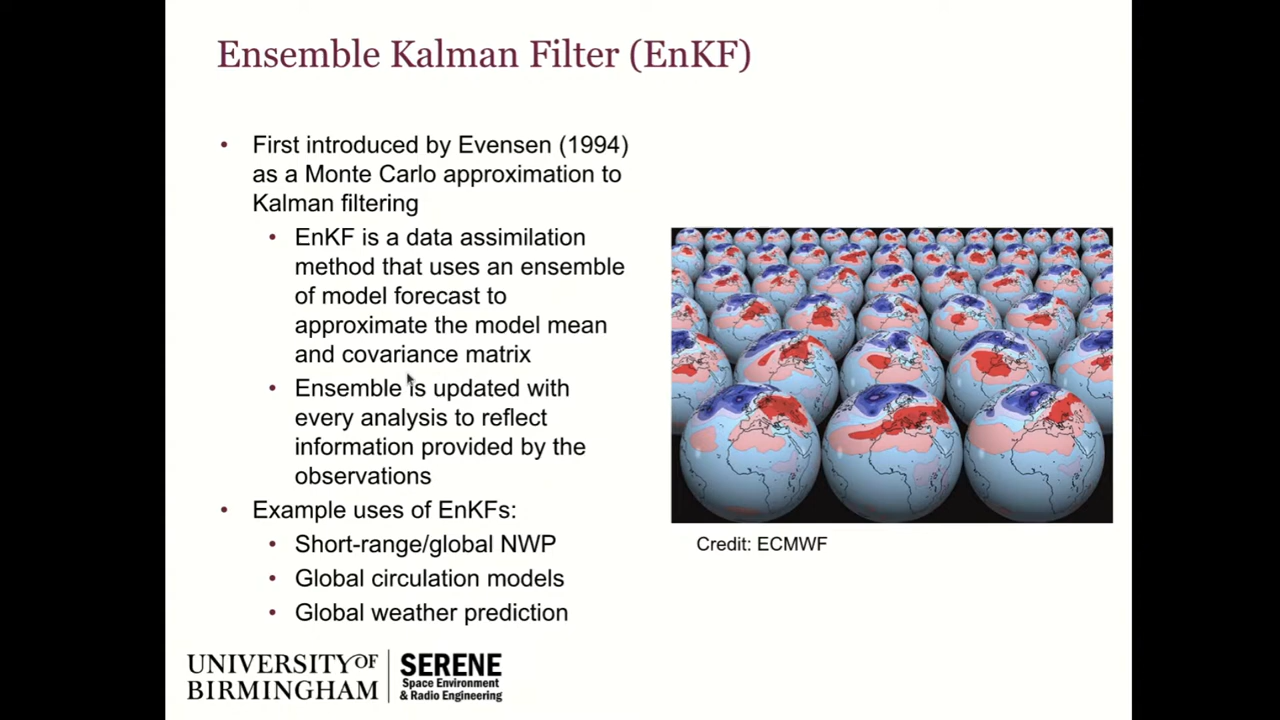 Ensemble Kalman Filter (EnKF)
• First introduced by Evensen (1994)
as a Monte Carlo approximation to
Kalman filtering
• EnKF is a data assimilation
method that uses an ensemble
of model forecast to
approximate the model mean
and covariance matrix
• Ensemble is updated with
every analysis to reflect
information provided by the
observations
• Example uses of EnKFs:
• Short-range/global NWP
• Global circulation models
• Global weather prediction
Credit: ECMWF
UNIVERSITY OF
BIRMINGHAM
SERENE
Space Environment
& Radio Engineering